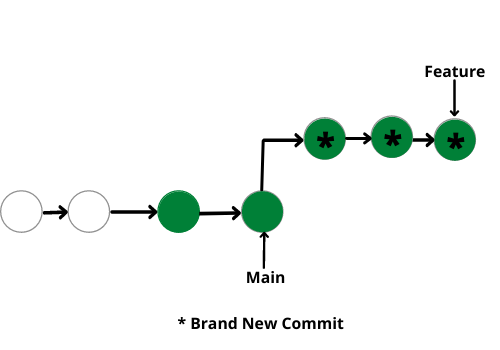 Feature
* * *
Main
* Brand New Commit